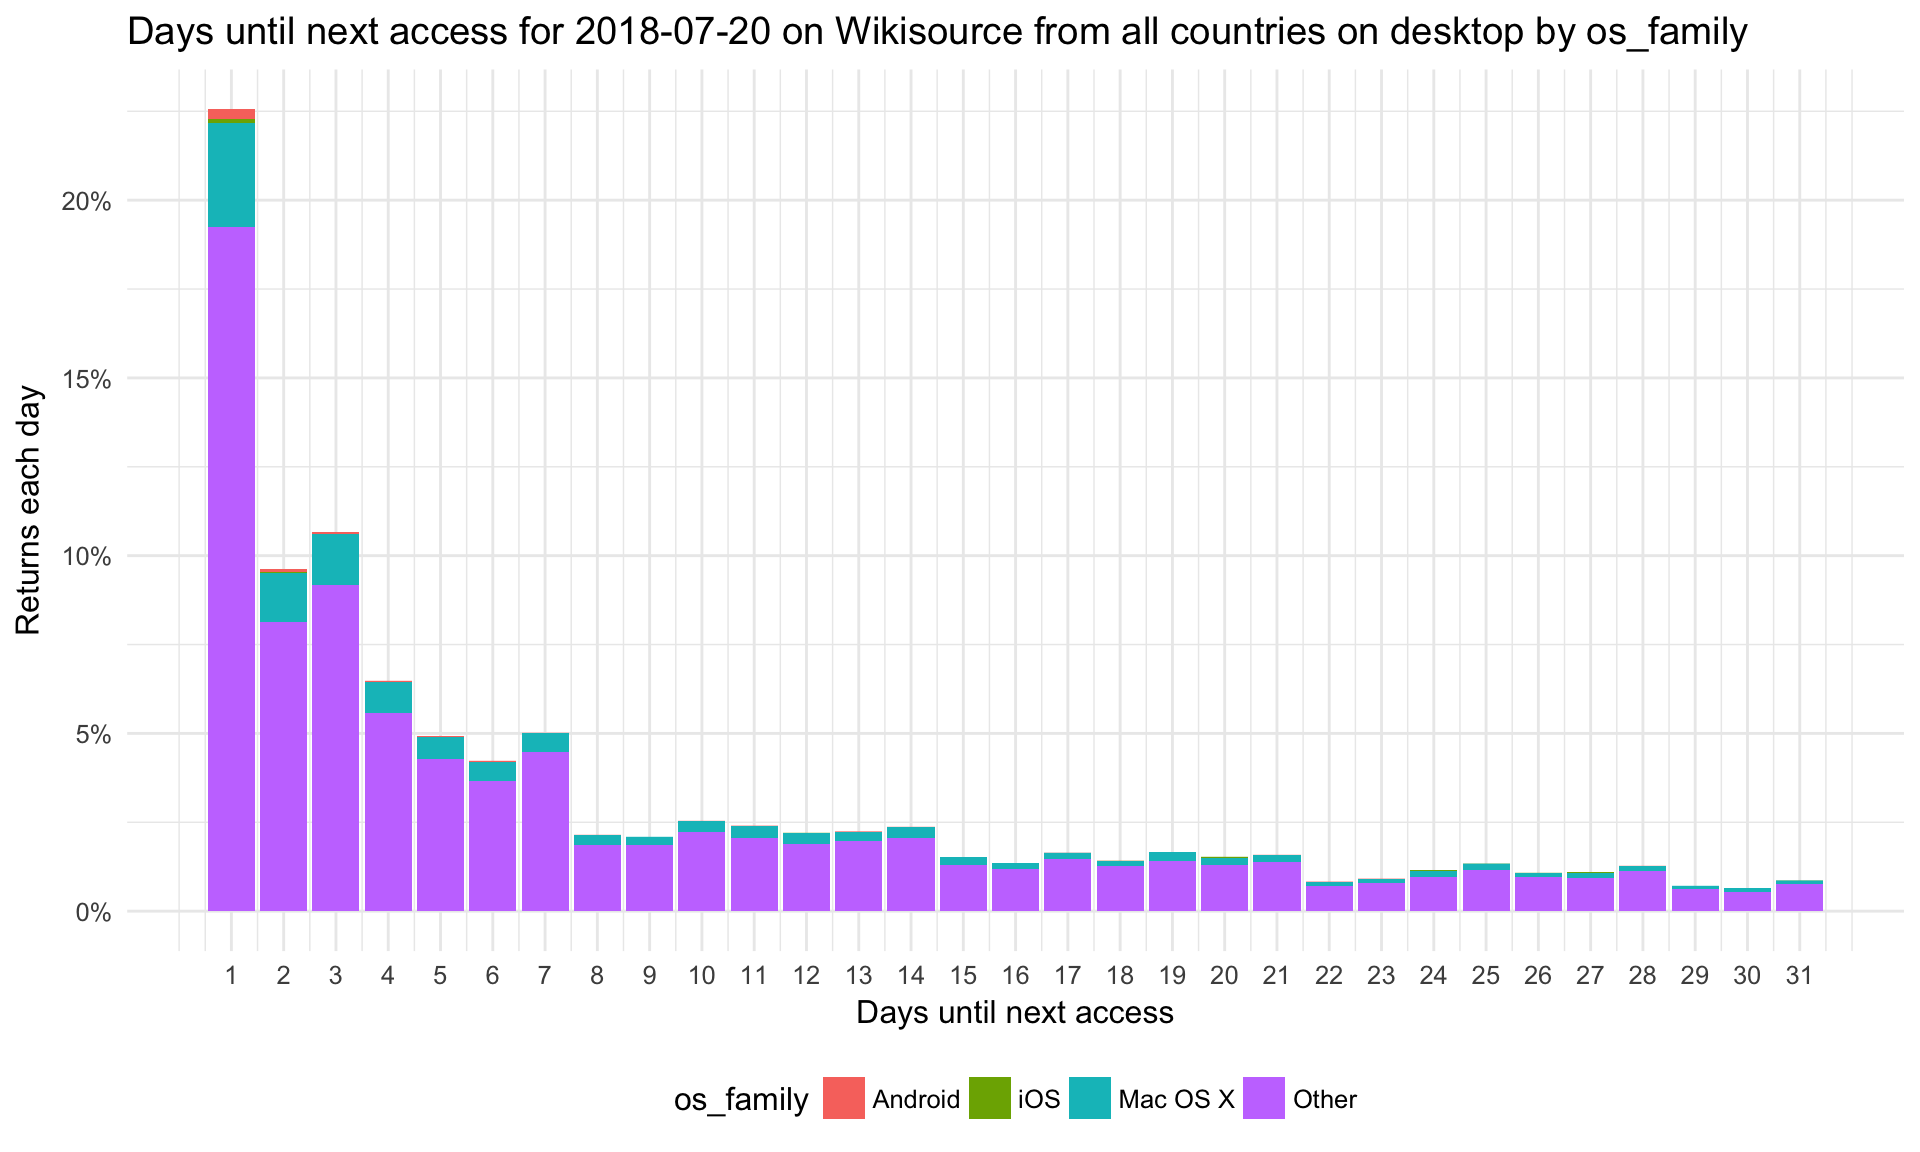 Days until next access for 2018-07-20 on Wikisource from all countries on desktop by os_family
Returns each day
20%
15%
10%
5%
0%
1 2 3 4 5 6 7 8 9 10 11 12 13 14 15 16 17 18 19 20 21 22 23 24 25 26 27 28 29 30 31
Days until next access
os_family Android iOS Mac OS X Other